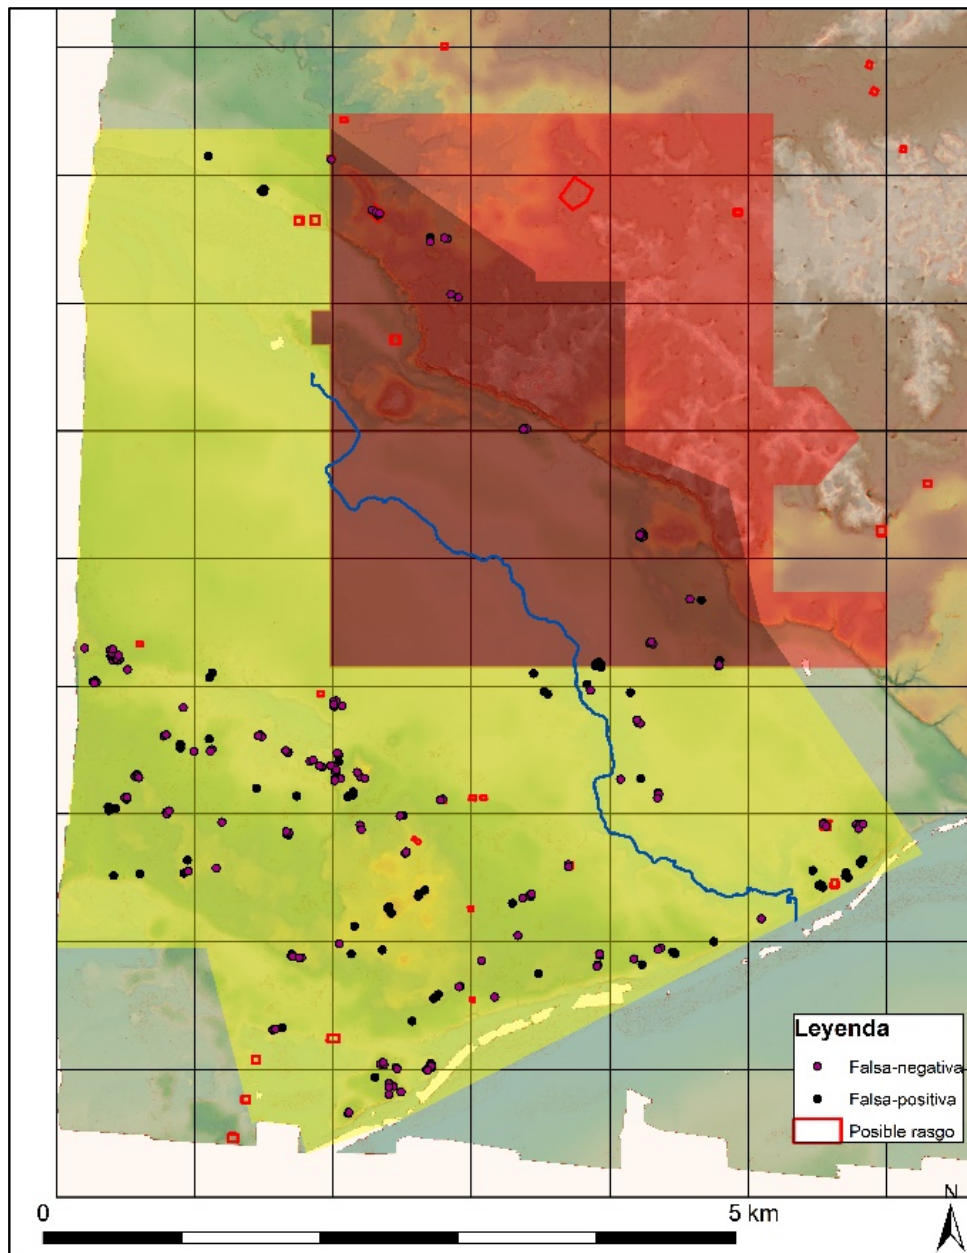 Leyenda
Falsa-negativa
Falsa-positiva
Posible rasgo
N
0
5 km